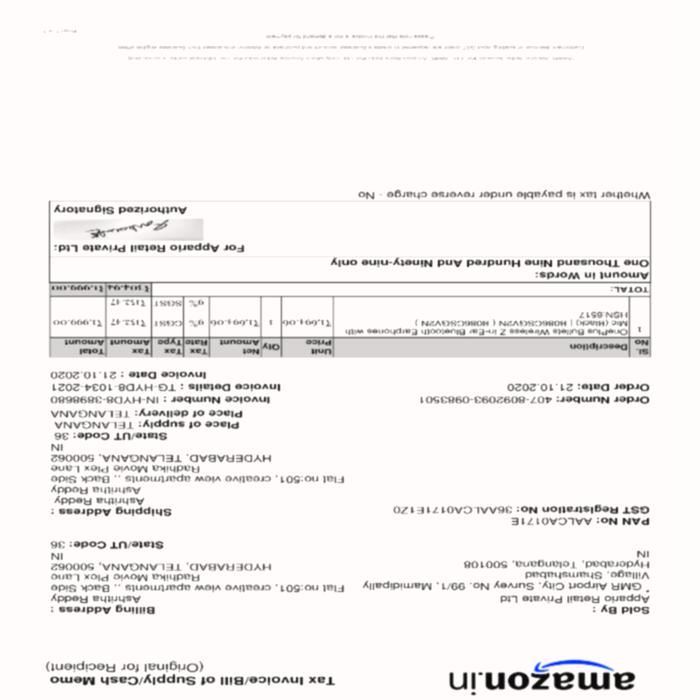 amazon.in
Tax Invoice/Bill of Supply/Cash Memo
(Original for Recipient)
Sold By :
Appario Retail Private Ltd
* GMR Airport City, Survey No. 99/1, Mamidipally
Village, Shamshabad
Hyderabad, Telangana, 500108
IN
Billing Address :
Ashritha Reddy
Flat no:501, creative view apartments ,, Back Side
Radhika Movie Plex Lane
HYDERABAD, TELANGANA, 500062
IN
State/UT Code: 36
PAN No: AALCA0171E
GST Registration No: 36AALCA0171E1Z0
Shipping Address :
Ashritha Reddy
Ashritha Reddy
Flat no:501, creative view apartments ,, Back Side
Radhika Movie Plex Lane
HYDERABAD, TELANGANA, 500062
IN
State/UT Code: 36
Place of supply: TELANGANA
Place of delivery: TELANGANA
Order Number: 407-8092093-0983501
Invoice Number : IN-HYD8-3898680
Order Date: 21.10.2020
Invoice Details : TG-HYD8-1034-2021
Invoice Date : 21.10.2020
Sl. No Description Unit Price Qty Net Amount Tax Rate Tax Type Tax Amount Total Amount
1 OnePlus Bullets Wireless Z in-Ear Bluetooth Earphones with ₹1,694.06 1 ₹1,694.06 9% CGST ₹152.47 ₹1,999.00
Mic (Black) | 9% SGST ₹152.47
HSN:8517
TOTAL: ₹304.94 ₹1,999.00
Amount in Words:
One Thousand Nine Hundred And Ninety-nine only
For Appario Retail Private Ltd:
Authorized Signatory
Whether tax is payable under reverse charge - No
Please note that this invoice is not a demand for payment